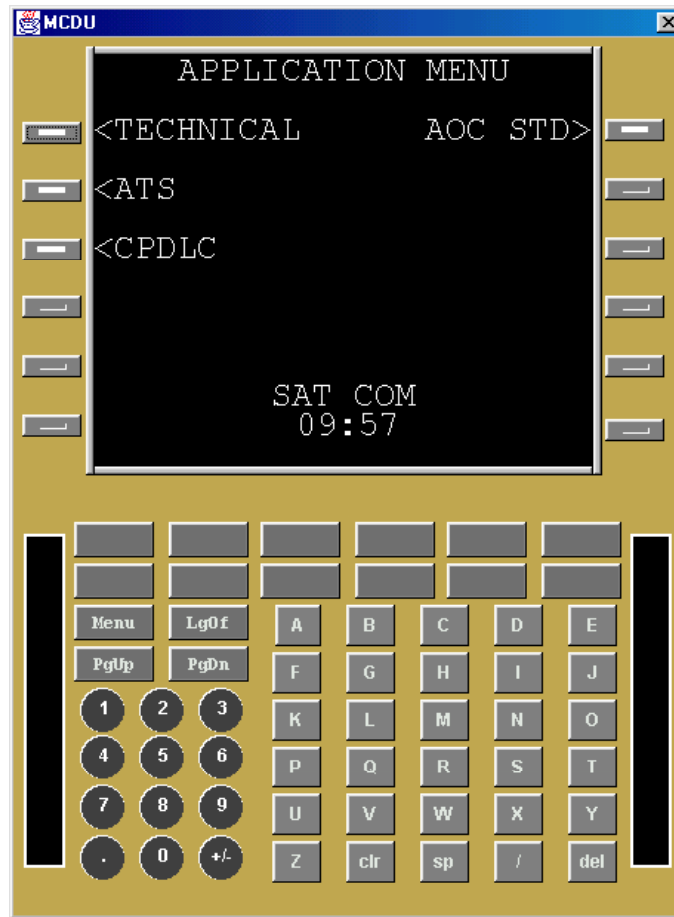 MCDU
APPLICATION MENU
<TECHNICAL AOC STD>
<ATS
<CPDLC
SAT COM
09:57
Menu LgOf A B C D E
PgUp PgDn F G H I J
1 2 3 K L M N O
4 5 6 P Q R S T
7 8 9 U V W X Y
. 0 +/- Z clr sp / del